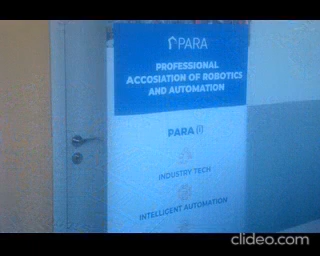 PARA
PROFESSIONAL
ACCOSIATION OF ROBOTICS
AND AUTOMATION
PARA (i)
INDUSTRY TECH
INTELLIGENT AUTOMATION
clideo.com